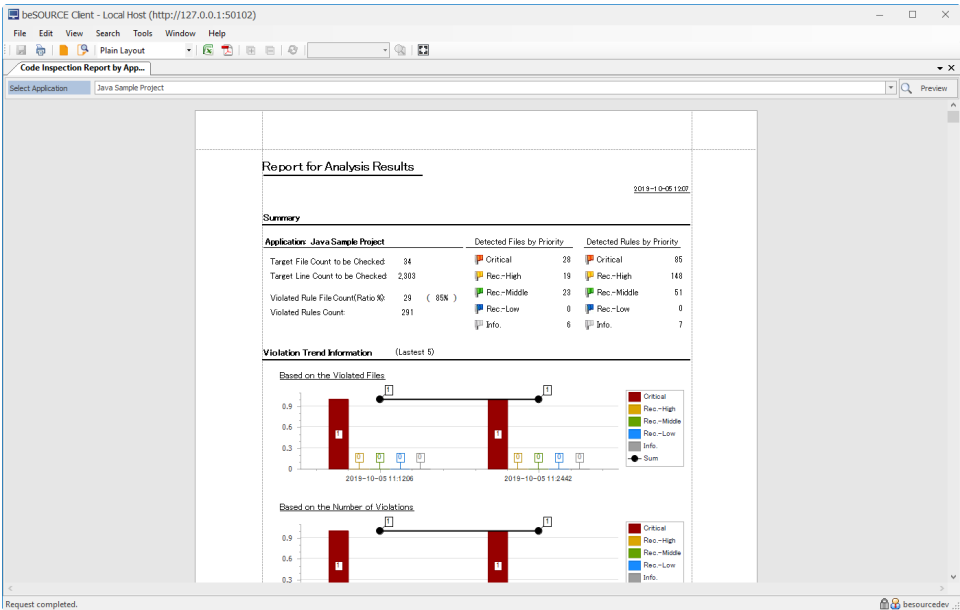 beSOURCE Client - Local Host (http://127.0.0.1:50102)
File Edit View Search Tools Window Help
Plain Layout
Code Inspection Report by App...
Select Application Java Sample Project Preview
Report for Analysis Results
2019-10-05 12:07
Summary
Application: Java Sample Project Detected Files by Priority Detected Rules by Priority
Target File Count to be Checked: 34 Critical 28 Critical 85
Target Line Count to be Checked: 2,303 Rec.-High 19 Rec.-High 148
Violated Rule File Count(Ratio %): 29 ( 85% ) Rec.-Middle 23 Rec.-Middle 51
Violated Rules Count: 291 Rec.-Low 0 Rec.-Low 0
Info. 6 Info. 7
Violation Trend Information (Lastest 5)
Based on the Violated Files
1 1
0.9
0.6
0.3
0
1 0 0 0 0 1 0 0 0 0
2019-10-05 11:12:06 2019-10-05 11:24:42
Critical
Rec.-High
Rec.-Middle
Rec.-Low
Info.
Sum
Based on the Number of Violations
1 1
0.9
0.6
0.3
1 1
Critical
Rec.-High
Rec.-Middle
Rec.-Low
Info.
Request completed. besourcedev